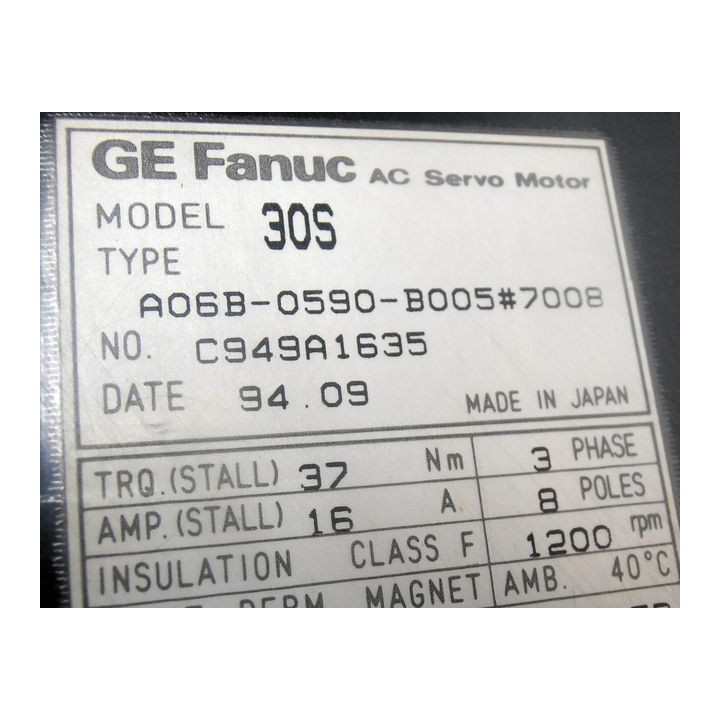 GE Fanuc AC Servo Motor
MODEL 30S
TYPE
A06B-0590-B005#7008
NO. C949A1635
DATE 94.09 MADE IN JAPAN
TRQ.(STALL) 37 Nm 3 PHASE
AMP.(STALL) 16 A. 8 POLES
INSULATION CLASS F 1200 rpm
MAGNET AMB. 40°C